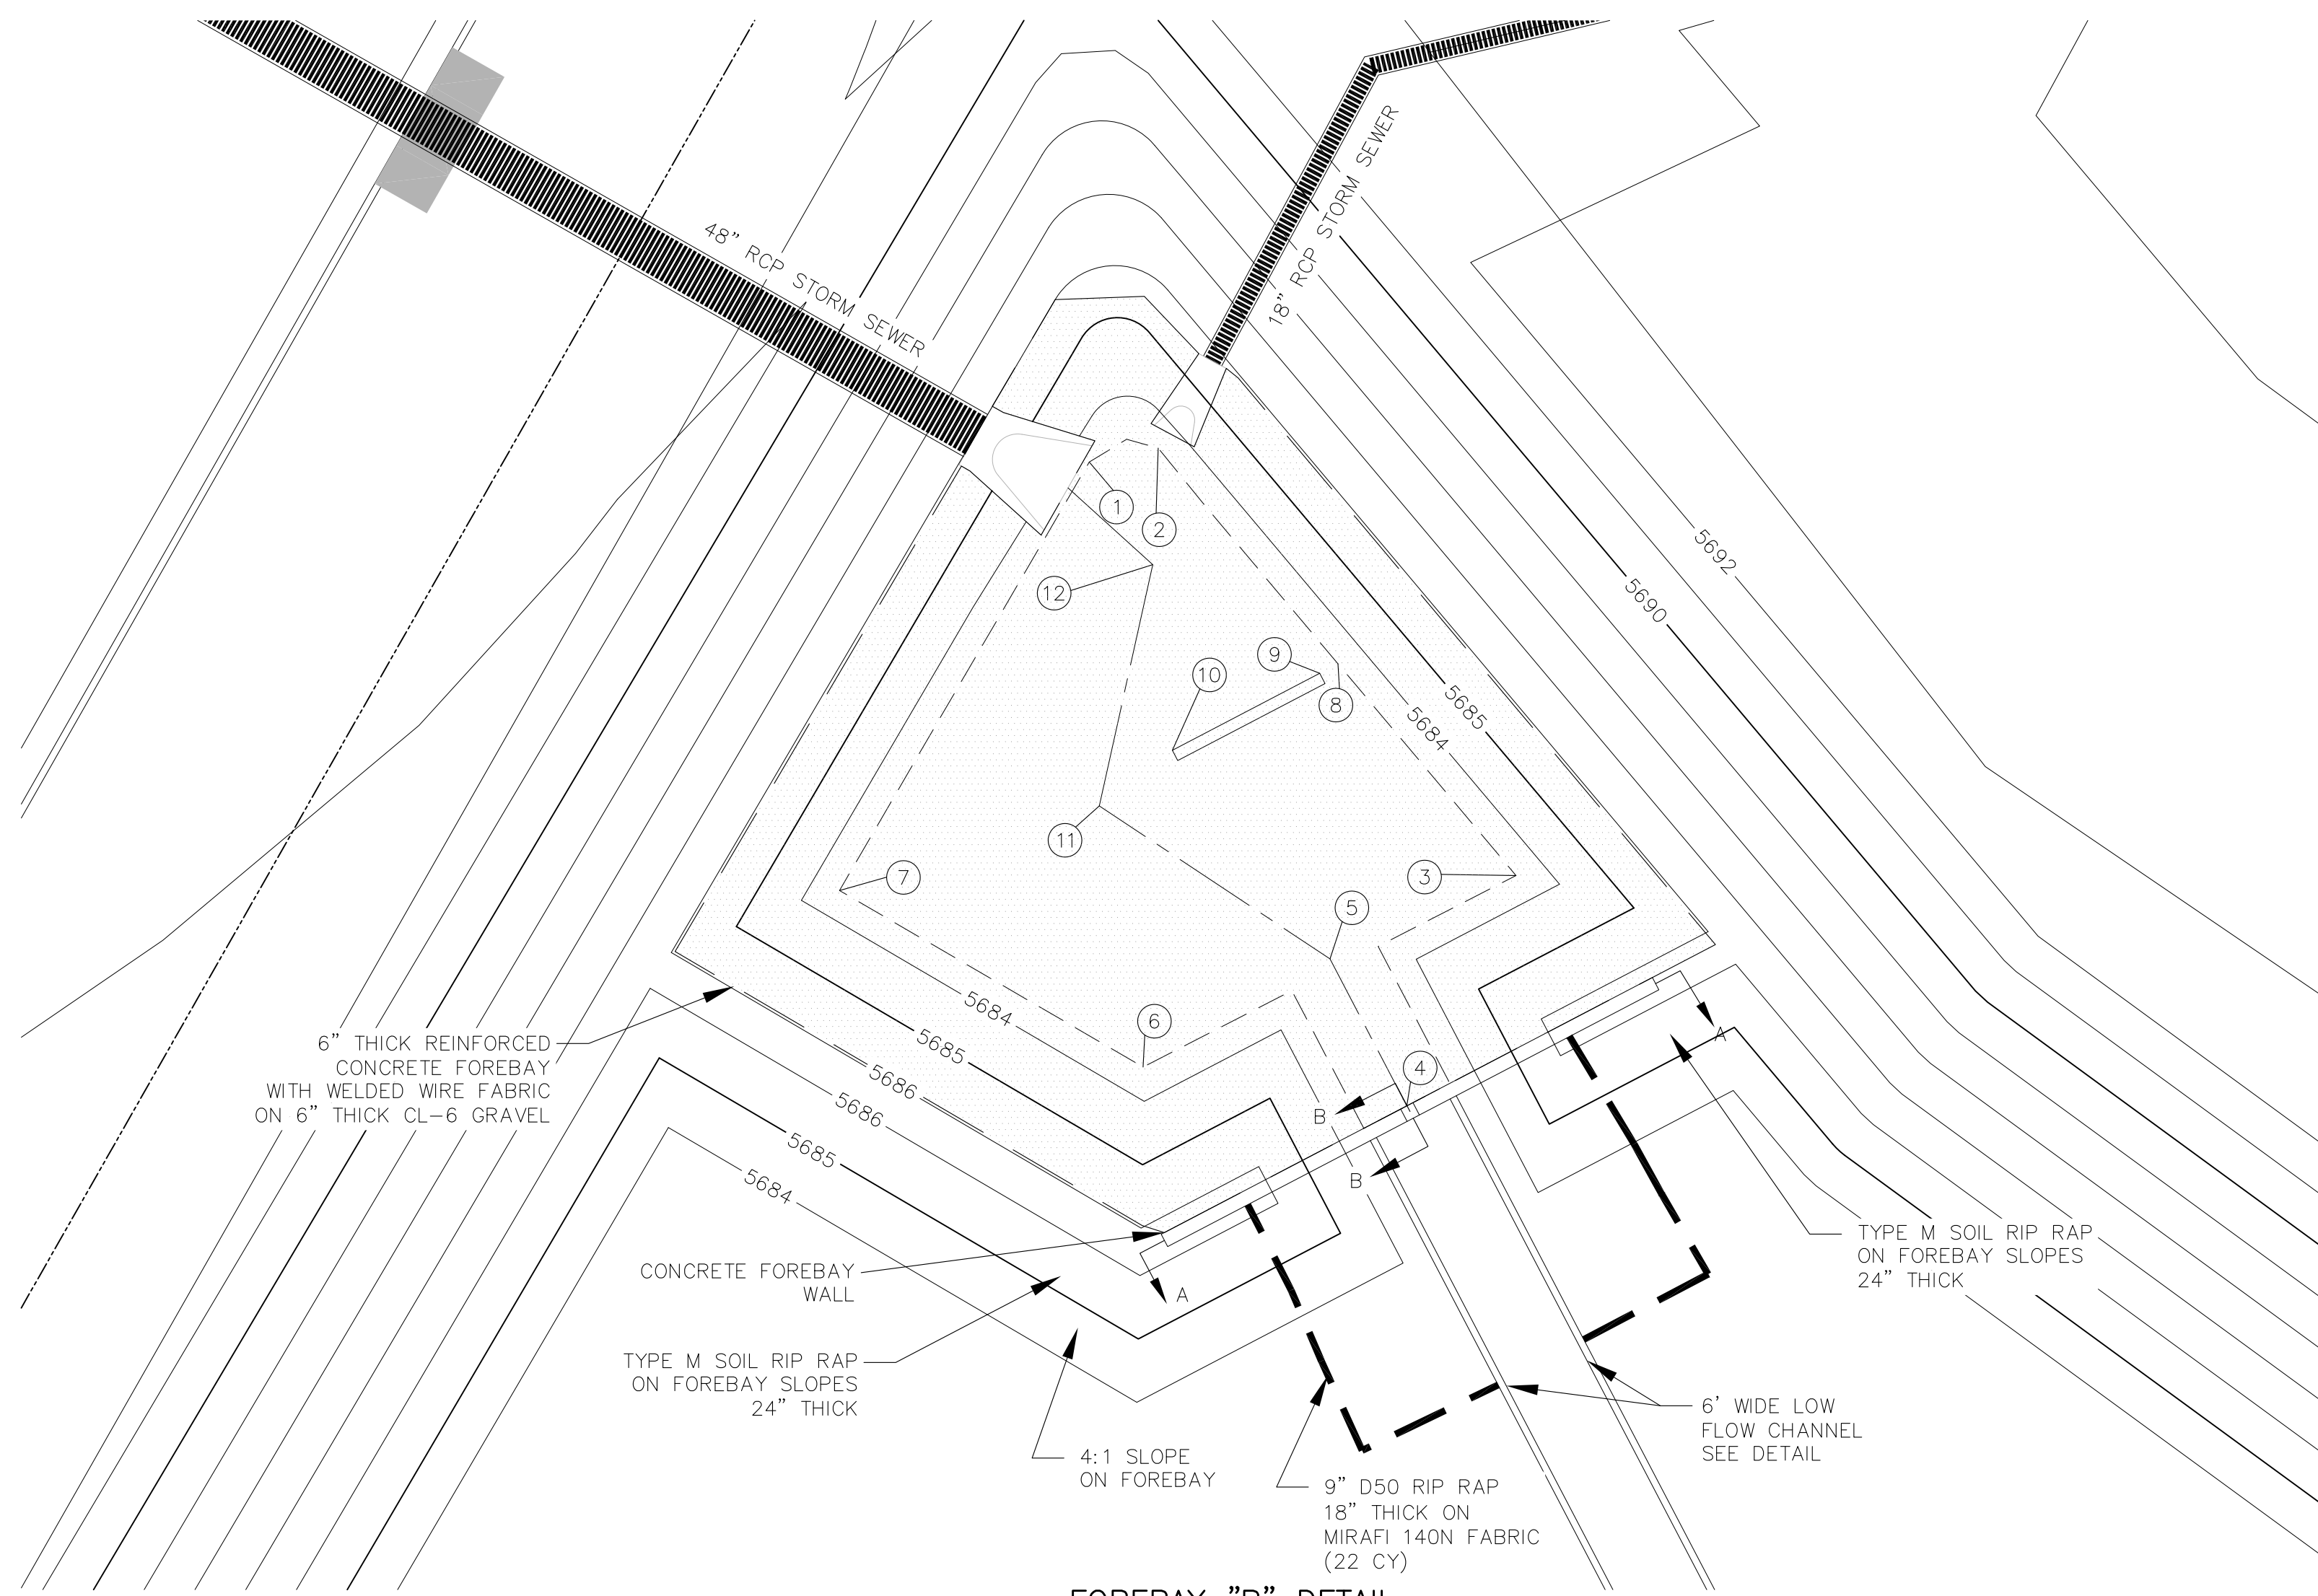 48" RCP STORM SEWER
18" RCP STORM SEWER
5692
5690
5685
5684
1
2
12
9
10
8
11
7
3
5
6
4
5684
5685
5686
5686
5685
5684
A
B
B
A
6" THICK REINFORCED
CONCRETE FOREBAY
WITH WELDED WIRE FABRIC
ON 6" THICK CL-6 GRAVEL
CONCRETE FOREBAY
WALL
TYPE M SOIL RIP RAP
ON FOREBAY SLOPES
24" THICK
TYPE M SOIL RIP RAP
ON FOREBAY SLOPES
24" THICK
4:1 SLOPE
ON FOREBAY
9" D50 RIP RAP
18" THICK ON
MIRAFI 140N FABRIC
(22 CY)
6' WIDE LOW
FLOW CHANNEL
SEE DETAIL
FOREBAY DETAIL